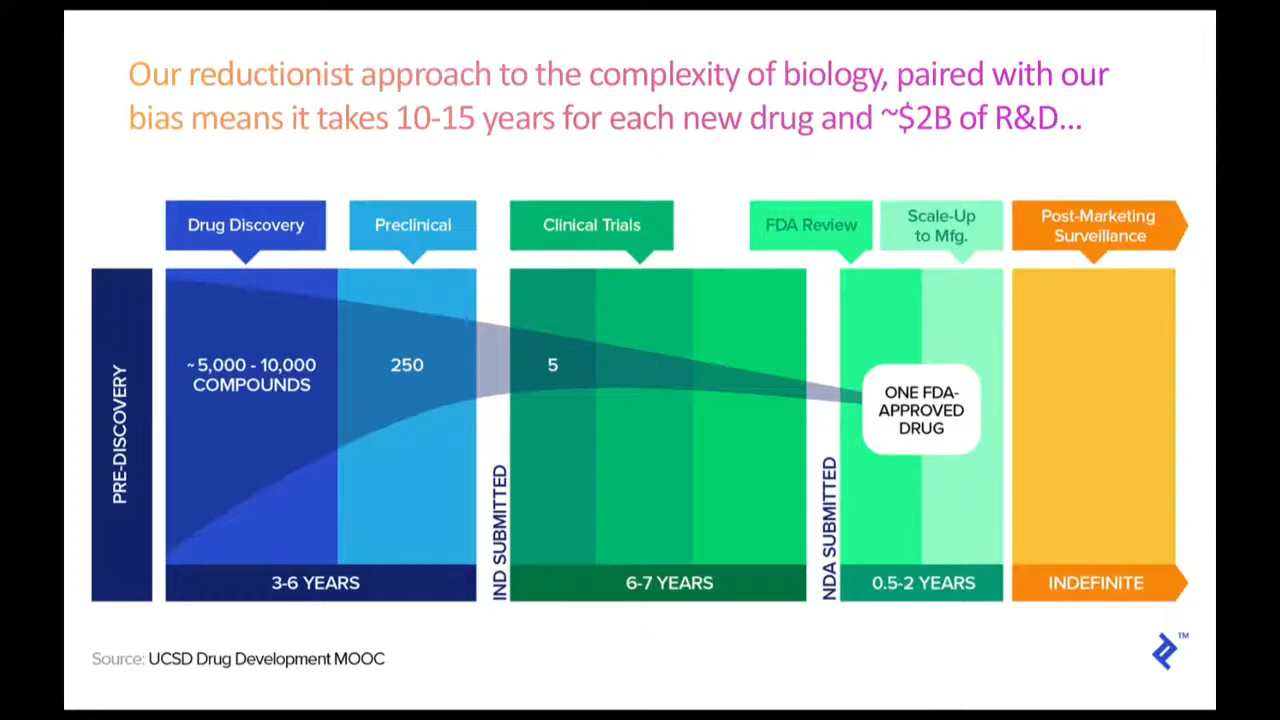 Our reductionist approach to the complexity of biology, paired with our
bias means it takes 10-15 years for each new drug and ~$2B of R&D...
Drug Discovery
Preclinical
Clinical Trials
FDA Review
Scale-Up
to Mfg.
Post-Marketing
Surveillance
PRE-DISCOVERY
~ 5,000 - 10,000
COMPOUNDS
250
IND SUBMITTED
5
NDA SUBMITTED
ONE FDA-
APPROVED
DRUG
3-6 YEARS
6-7 YEARS
0.5-2 YEARS
INDEFINITE
Source: UCSD Drug Development MOOC
TM